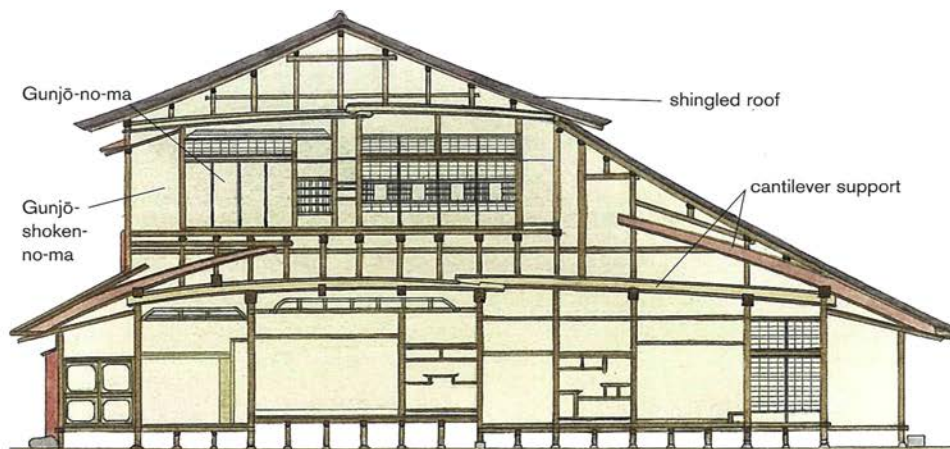 Gunjō-no-ma
shingled roof
cantilever support
Gunjō-
shoken-
no-ma